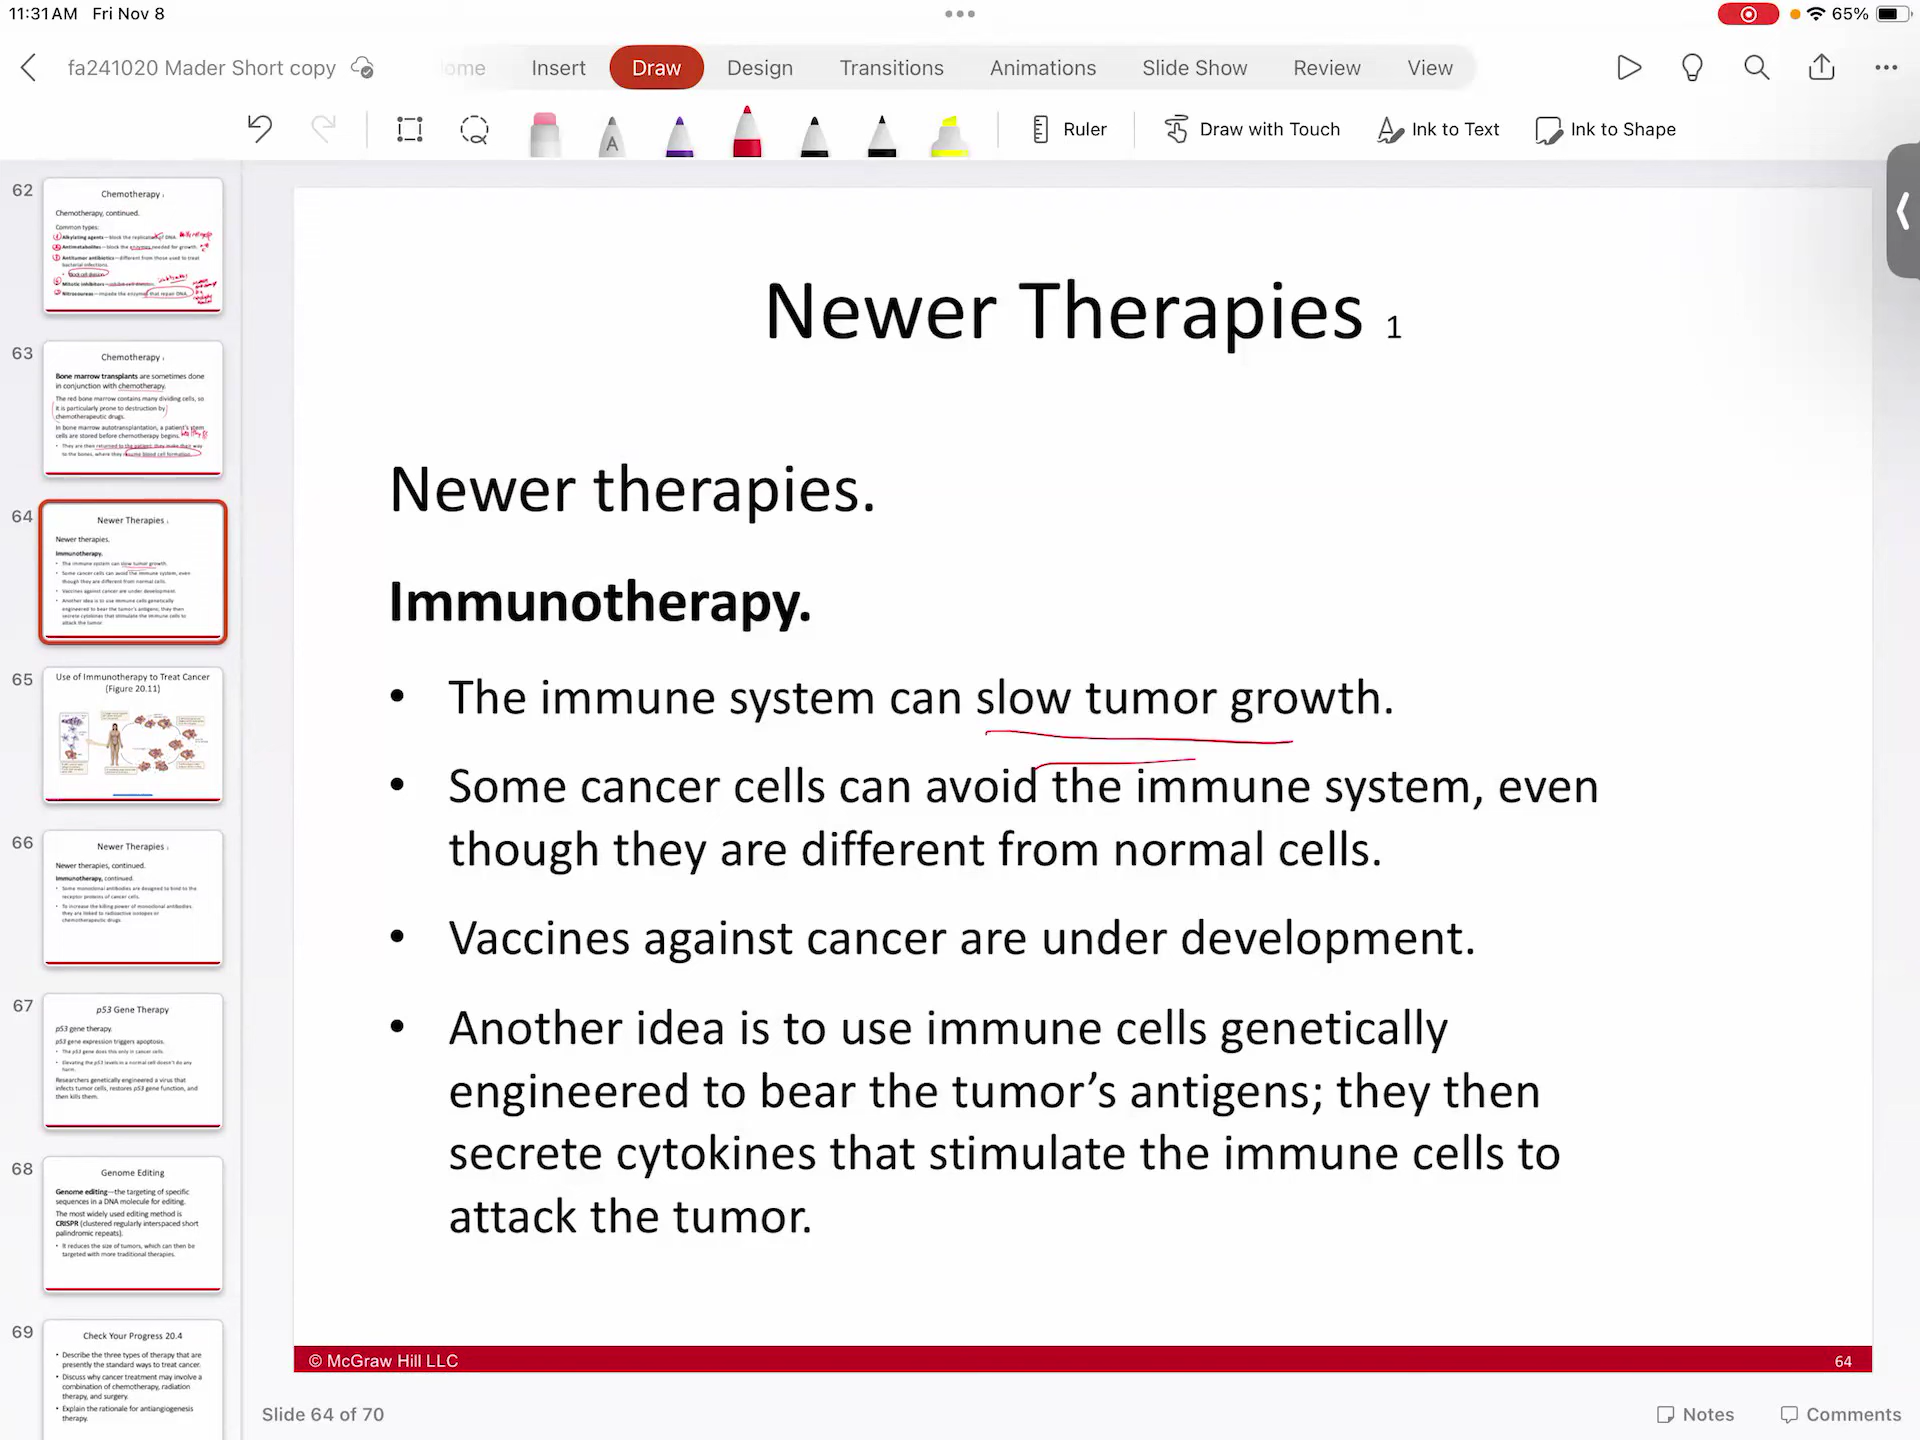 11:31 AM Fri Nov 8
65%
fa241020 Mader Short copy
Insert Draw Design Transitions Animations Slide Show Review View
A
Ruler Draw with Touch Ink to Text Ink to Shape
62
Chemotherapy
Chemotherapy, continued.
Common types:
Alkylating agents—block the replication of DNA.
Antimetabolites—block the enzymes needed for growth.
Antitumor antibiotics—different from those used to treat
bacterial infections.
block cell division
Mitotic inhibitors—inhibit cell division.
Nitrosoureas—impede the enzymes that repair DNA.
63
Chemotherapy
Bone marrow transplants are sometimes done
in conjunction with chemotherapy.
The red bone marrow contains many dividing cells, so
it is particularly prone to destruction by
chemotherapeutic drugs.
In bone marrow autotransplantation, a patient's stem
cells are stored before chemotherapy begins.
• They are then returned to the patient; they make their way
to the bones, where they resume blood cell formation.
64
Newer Therapies 1
Newer therapies.
Immunotherapy.
• The immune system can slow tumor growth.
• Some cancer cells can avoid the immune system, even
though they are different from normal cells.
• Vaccines against cancer are under development.
• Another idea is to use immune cells genetically
engineered to bear the tumor's antigens; they then
secrete cytokines that stimulate the immune cells to
attack the tumor.
65
Use of Immunotherapy to Treat Cancer
(Figure 20.11)
66
Newer Therapies
Newer therapies, continued.
Immunotherapy, continued.
• Some monoclonal antibodies are designed to bind to the
receptor proteins of cancer cells.
• To increase the killing power of monoclonal antibodies,
they are linked to radioactive isotopes or
chemotherapeutic drugs.
67
p53 Gene Therapy
p53 gene therapy.
p53 gene expression triggers apoptosis.
• The p53 gene does this only in cancer cells.
• Elevating the p53 levels in a normal cell doesn't do any
harm.
Researchers genetically engineered a virus that
infects tumor cells, restores p53 gene function, and
then kills them.
68
Genome Editing
Genome editing—the targeting of specific
sequences in a DNA molecule for editing.
The most widely used editing method is
CRISPR (clustered regularly interspaced short
palindromic repeats).
• It reduces the size of tumors, which can then be
targeted with more traditional therapies.
69
Check Your Progress 20.4
• Describe the three types of therapy that are
presently the standard ways to treat cancer.
• Discuss why cancer treatment may involve a
combination of chemotherapy, radiation
therapy, and surgery.
• Explain the rationale for antiangiogenesis
therapy.
Newer Therapies 1
Newer therapies.
Immunotherapy.
• The immune system can slow tumor growth.
• Some cancer cells can avoid the immune system, even
though they are different from normal cells.
• Vaccines against cancer are under development.
• Another idea is to use immune cells genetically
engineered to bear the tumor’s antigens; they then
secrete cytokines that stimulate the immune cells to
attack the tumor.
© McGraw Hill LLC 64
Slide 64 of 70 Notes Comments